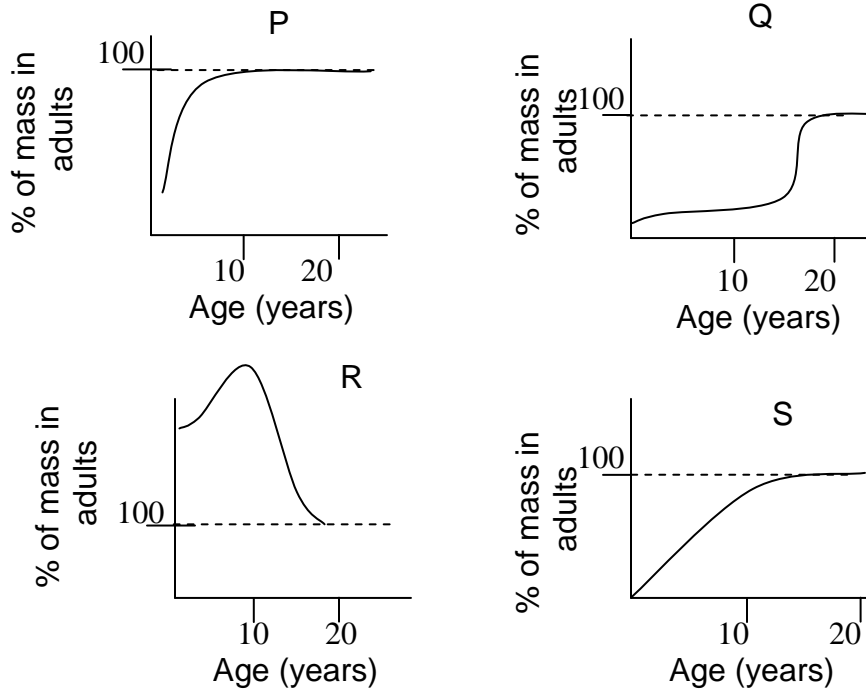 P
100
% of mass in
adults
10
20
Age (years)
Q
100
% of mass in
adults
10
20
Age (years)
R
100
% of mass in
adults
10
20
Age (years)
S
100
% of mass in
adults
10
20
Age (years)